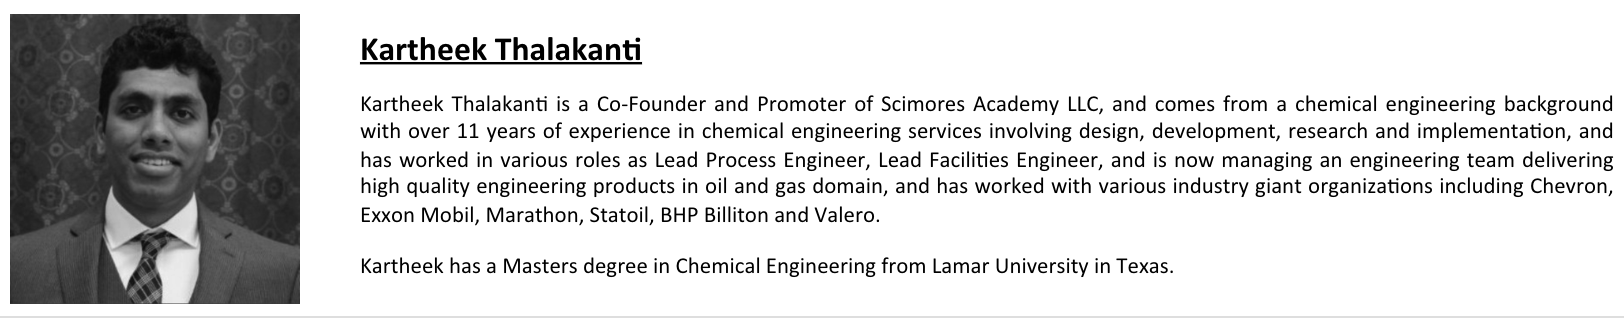 Kartheek Thalakanti
Kartheek Thalakanti is a Co-Founder and Promoter of Scimores Academy LLC, and comes from a chemical engineering background
with over 11 years of experience in chemical engineering services involving design, development, research and implementation, and
has worked in various roles as Lead Process Engineer, Lead Facilities Engineer, and is now managing an engineering team delivering
high quality engineering products in oil and gas domain, and has worked with various industry giant organizations including Chevron,
Exxon Mobil, Marathon, Statoil, BHP Billiton and Valero.
Kartheek has a Masters degree in Chemical Engineering from Lamar University in Texas.